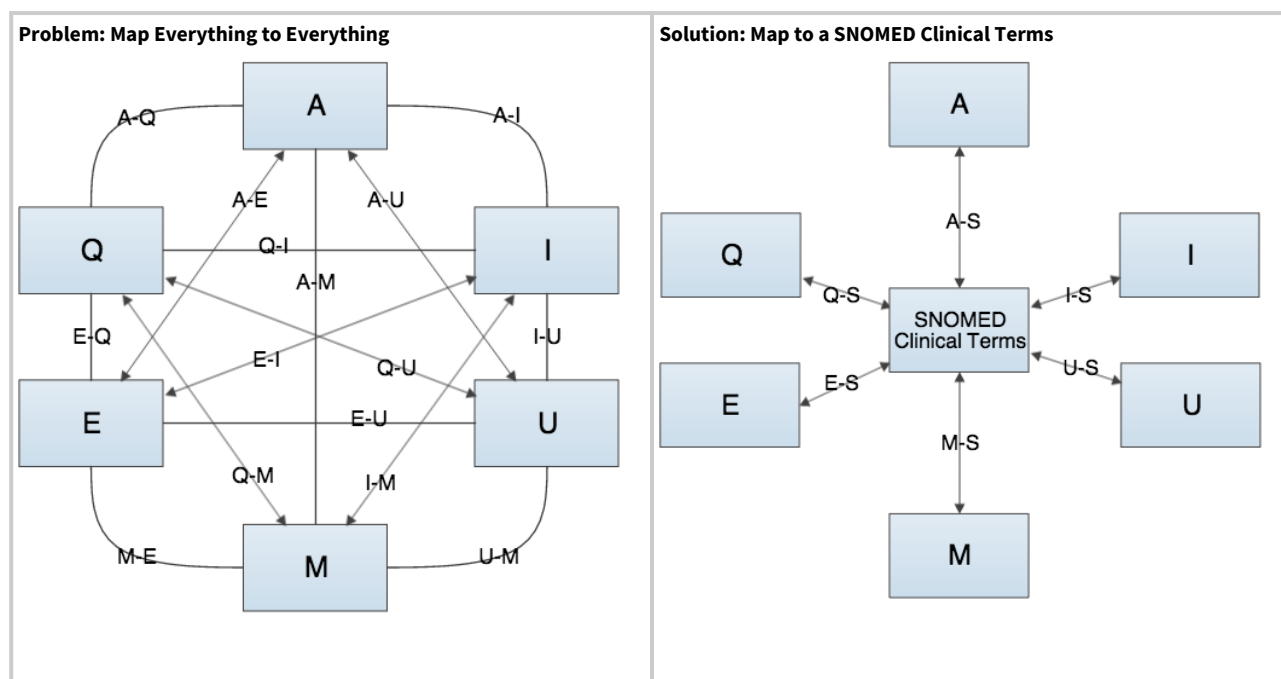 Problem: Map Everything to Everything
A
A-Q
A-I
A-E
A-U
Q
Q-I
I
A-M
E-Q
I-U
E-I
Q-U
E
E-U
U
Q-M
I-M
M-E
U-M
M
Solution: Map to a SNOMED Clinical Terms
A
A-S
Q
I
Q-S
I-S
SNOMED
Clinical Terms
E-S
U-S
E
U
M-S
M